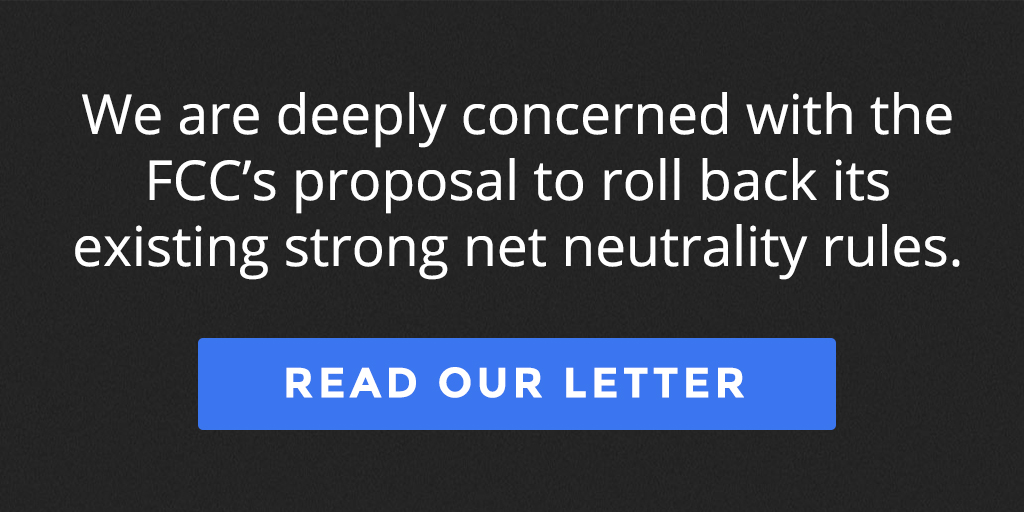 We are deeply concerned with the
FCC’s proposal to roll back its
existing strong net neutrality rules.
READ OUR LETTER